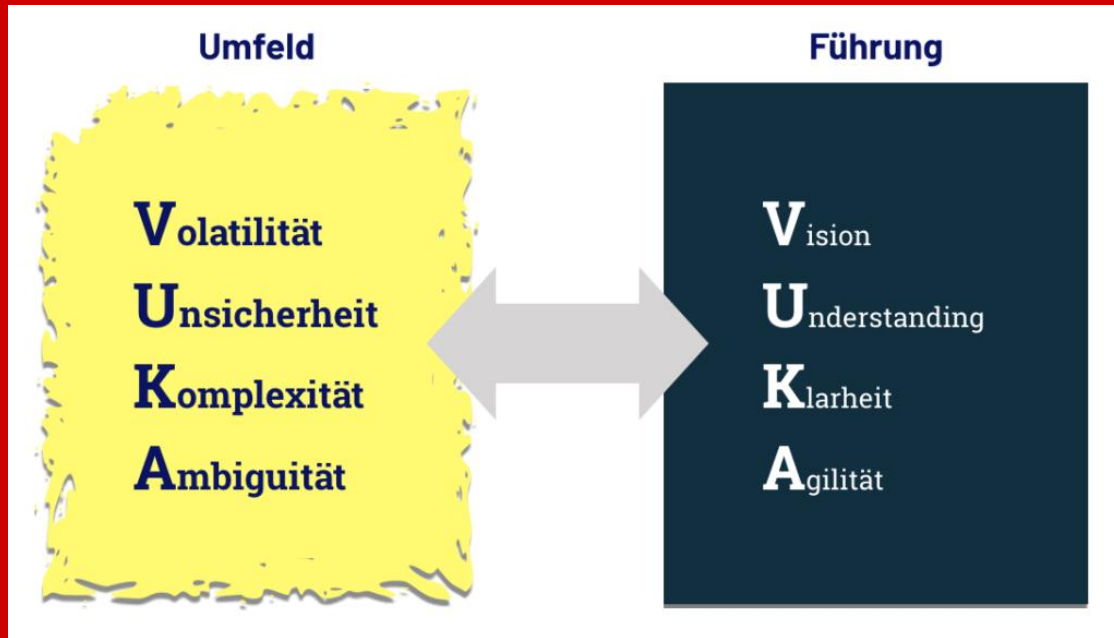 Umfeld
Volatilität
Unsicherheit
Komplexität
Ambiguität
Führung
Vision
Understanding
Klarheit
Agilität